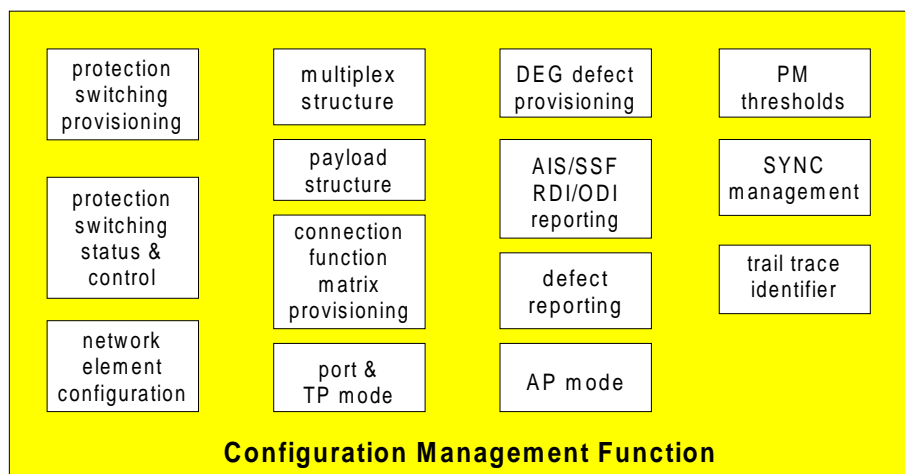 protection
switching
provisioning
protection
switching
status &
control
network
element
configuration
multiplex
structure
payload
structure
connection
function
matrix
provisioning
port &
TP mode
DEG defect
provisioning
AIS/SSF
RDI/ODI
reporting
defect
reporting
AP mode
PM
thresholds
SYNC
management
trail trace
identifier
Configuration Management Function